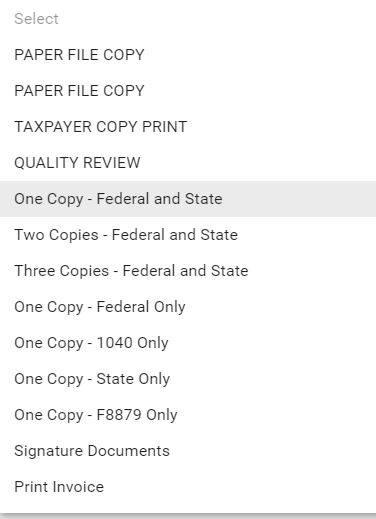 Select
PAPER FILE COPY
PAPER FILE COPY
TAXPAYER COPY PRINT
QUALITY REVIEW
One Copy - Federal and State
Two Copies - Federal and State
Three Copies - Federal and State
One Copy - Federal Only
One Copy - 1040 Only
One Copy - State Only
One Copy - F8879 Only
Signature Documents
Print Invoice